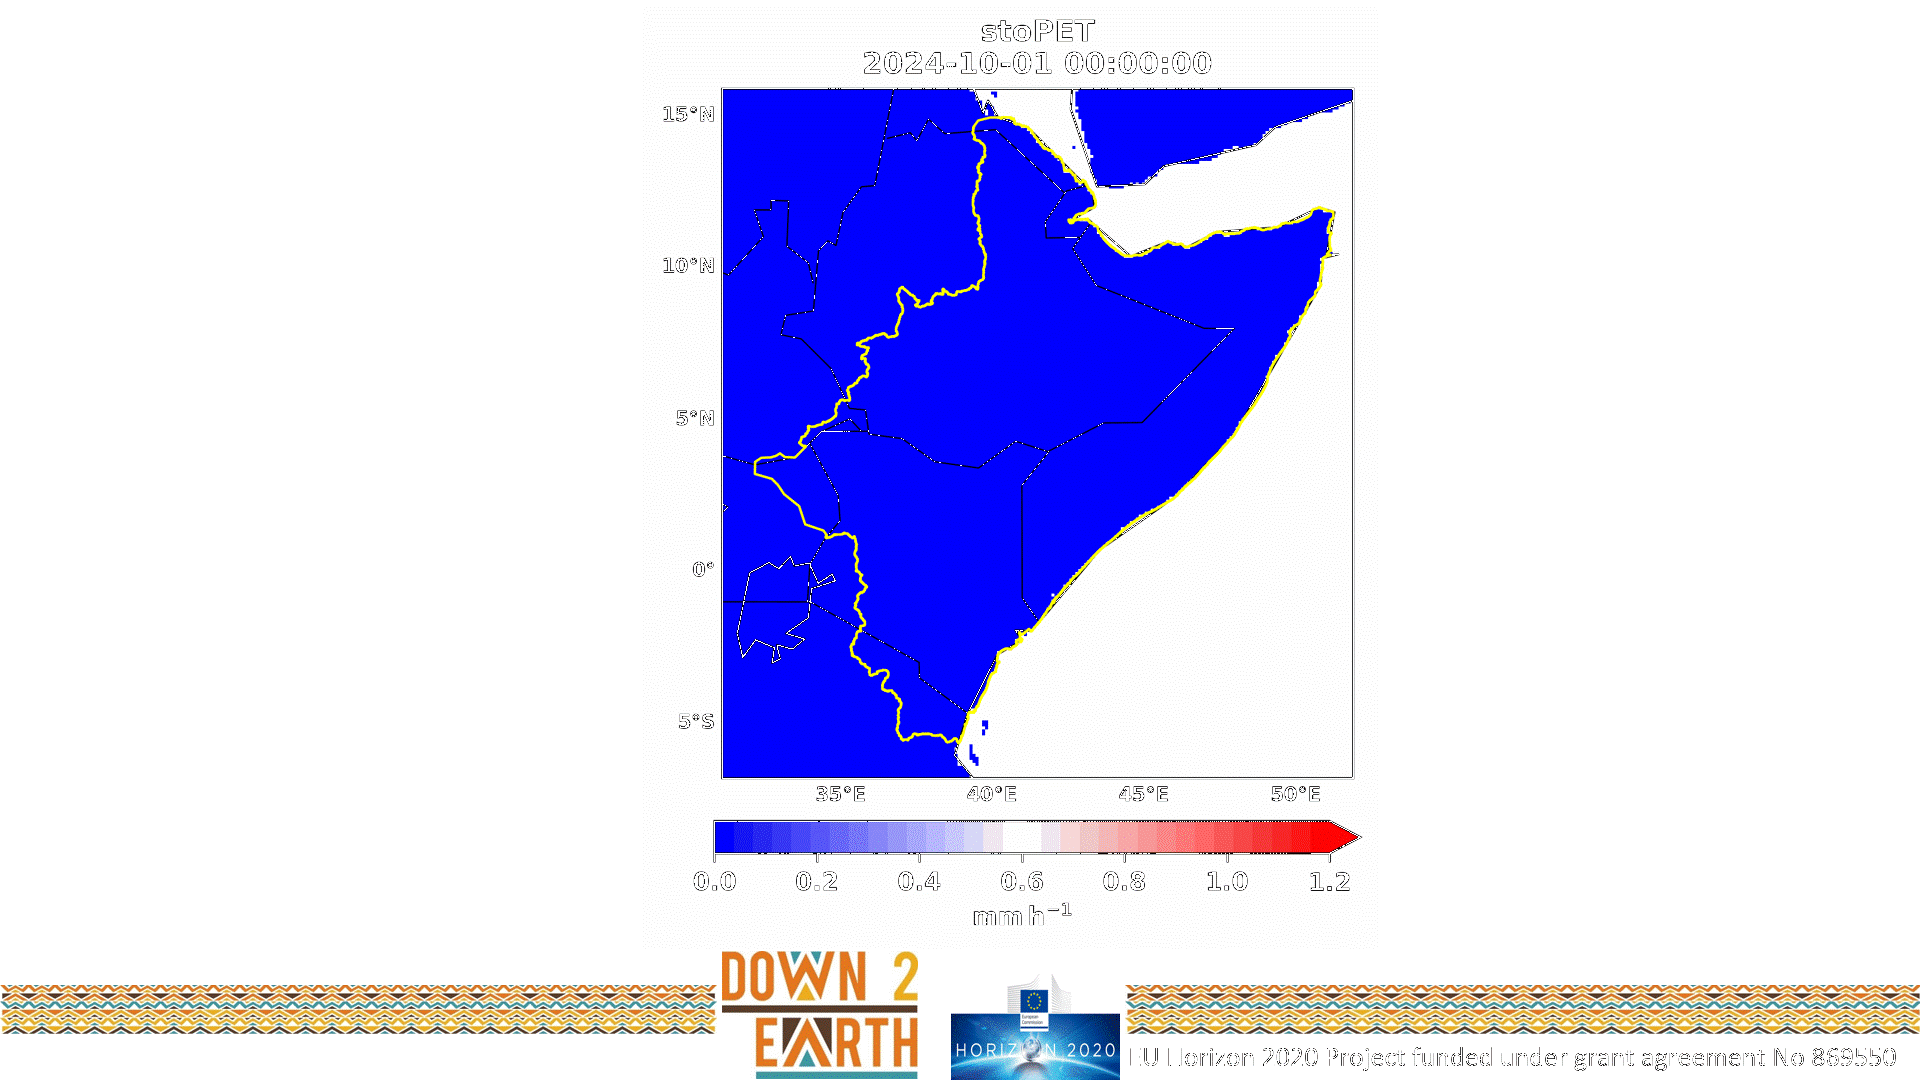 stoPET
2024-10-01 00:00:00
15°N
10°N
5°N
0°
5°S
35°E 40°E 45°E 50°E
0.0 0.2 0.4 0.6 0.8 1.0 1.2
mm h⁻¹
DOWN 2
EARTH
European
Commission
HORIZON 2020
EU Horizon 2020 Project funded under grant agreement No 869550